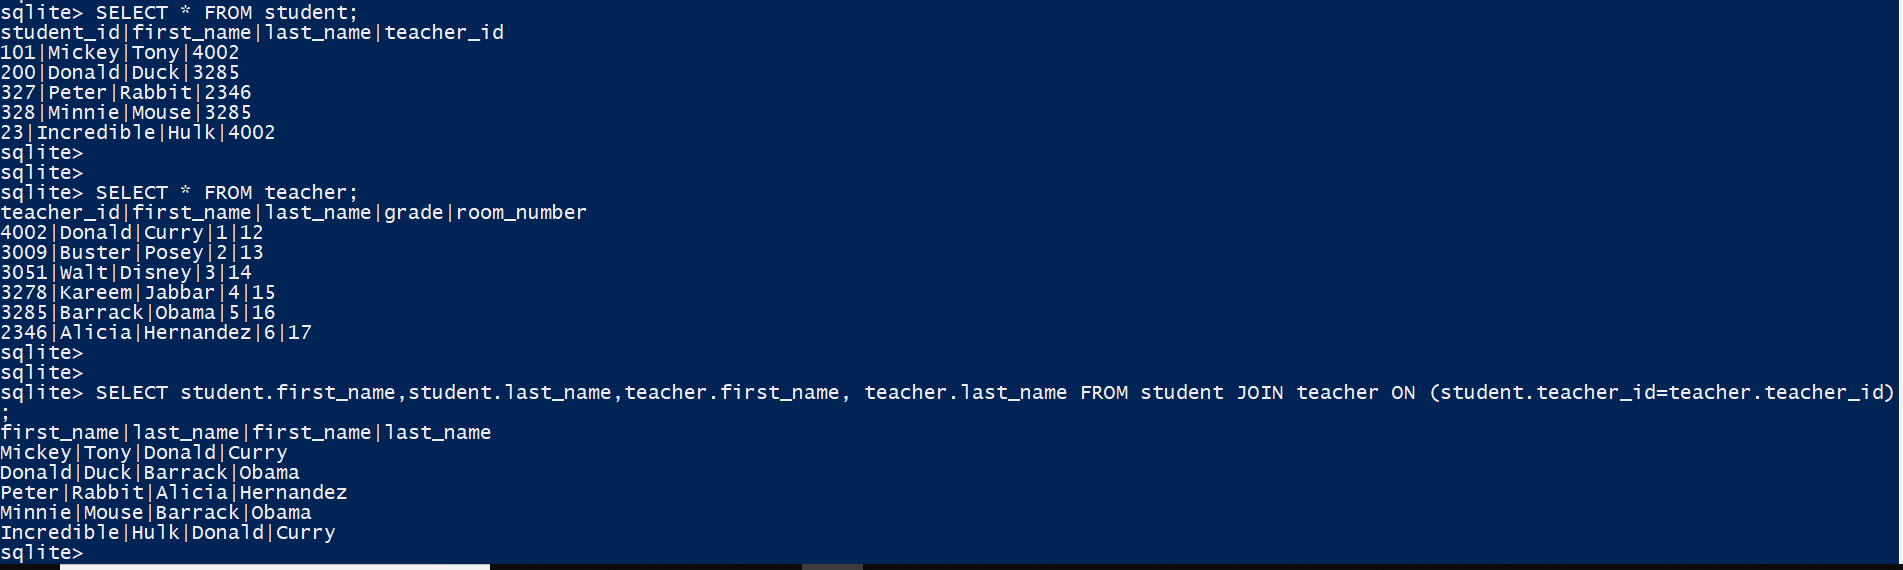 sqlite> SELECT * FROM student;
student_id|first_name|last_name|teacher_id
101|Mickey|Tony|4002
200|Donald|Duck|3285
327|Peter|Rabbit|2346
328|Minnie|Mouse|3285
23|Incredible|Hulk|4002
sqlite>
sqlite>
sqlite> SELECT * FROM teacher;
teacher_id|first_name|last_name|grade|room_number
4002|Donald|Curry|1|12
3009|Buster|Posey|2|13
3051|Walt|Disney|3|14
3278|Kareem|Jabbar|4|15
3285|Barrack|Obama|5|16
2346|Alicia|Hernandez|6|17
sqlite>
sqlite>
sqlite> SELECT student.first_name,student.last_name,teacher.first_name, teacher.last_name FROM student JOIN teacher ON (student.teacher_id=teacher.teacher_id)
;
first_name|last_name|first_name|last_name
Mickey|Tony|Donald|Curry
Donald|Duck|Barrack|Obama
Peter|Rabbit|Alicia|Hernandez
Minnie|Mouse|Barrack|Obama
Incredible|Hulk|Donald|Curry
sqlite>